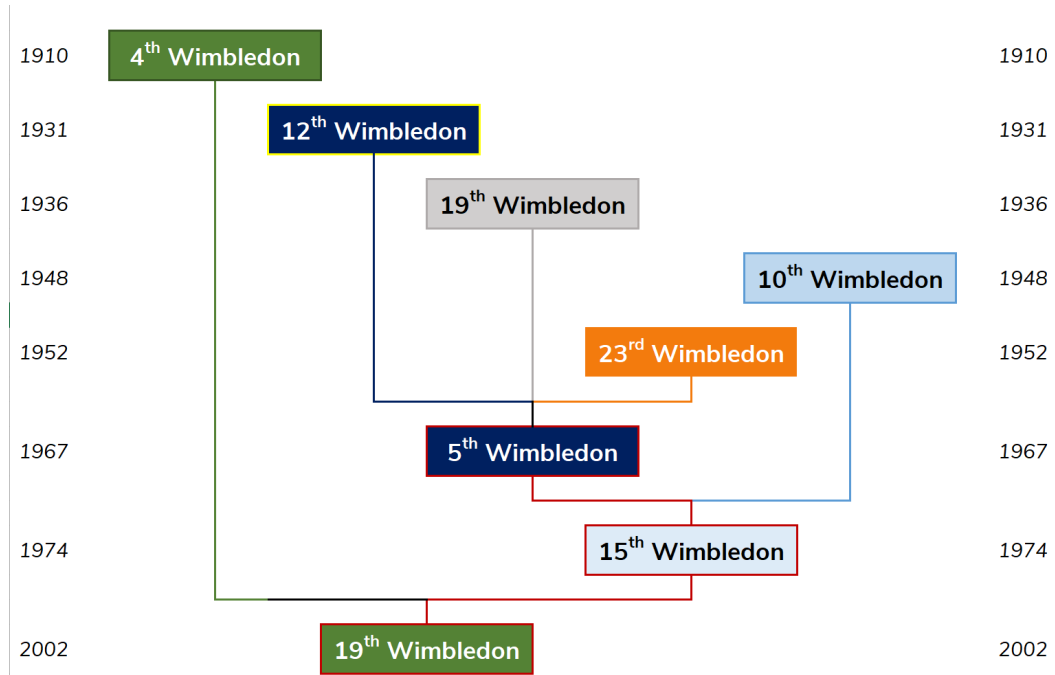 1910 4th Wimbledon 1910
1931 12th Wimbledon 1931
1936 19th Wimbledon 1936
1948 10th Wimbledon 1948
1952 23rd Wimbledon 1952
1967 5th Wimbledon 1967
1974 15th Wimbledon 1974
2002 19th Wimbledon 2002